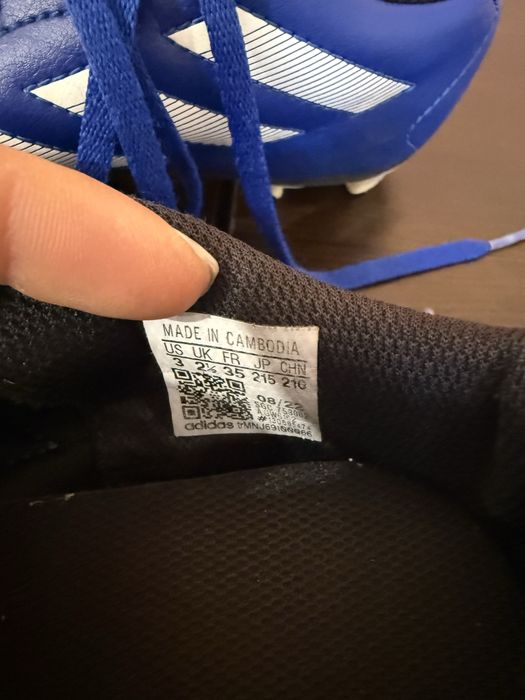 MADE IN CAMBODIA
US UK FR JP CHN
3 2½ 35 215 210
08/22
adidas